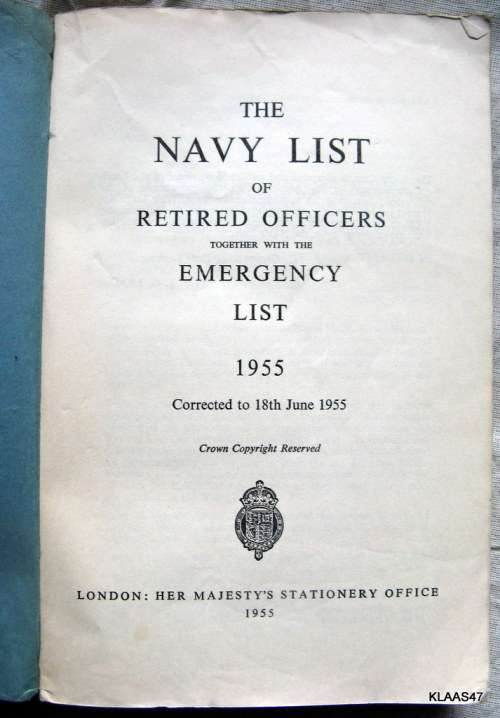 THE
NAVY LIST
OF
RETIRED OFFICERS
TOGETHER WITH THE
EMERGENCY
LIST
1955
Corrected to 18th June 1955
Crown Copyright Reserved
LONDON: HER MAJESTY'S STATIONERY OFFICE
1955
KLAAS47